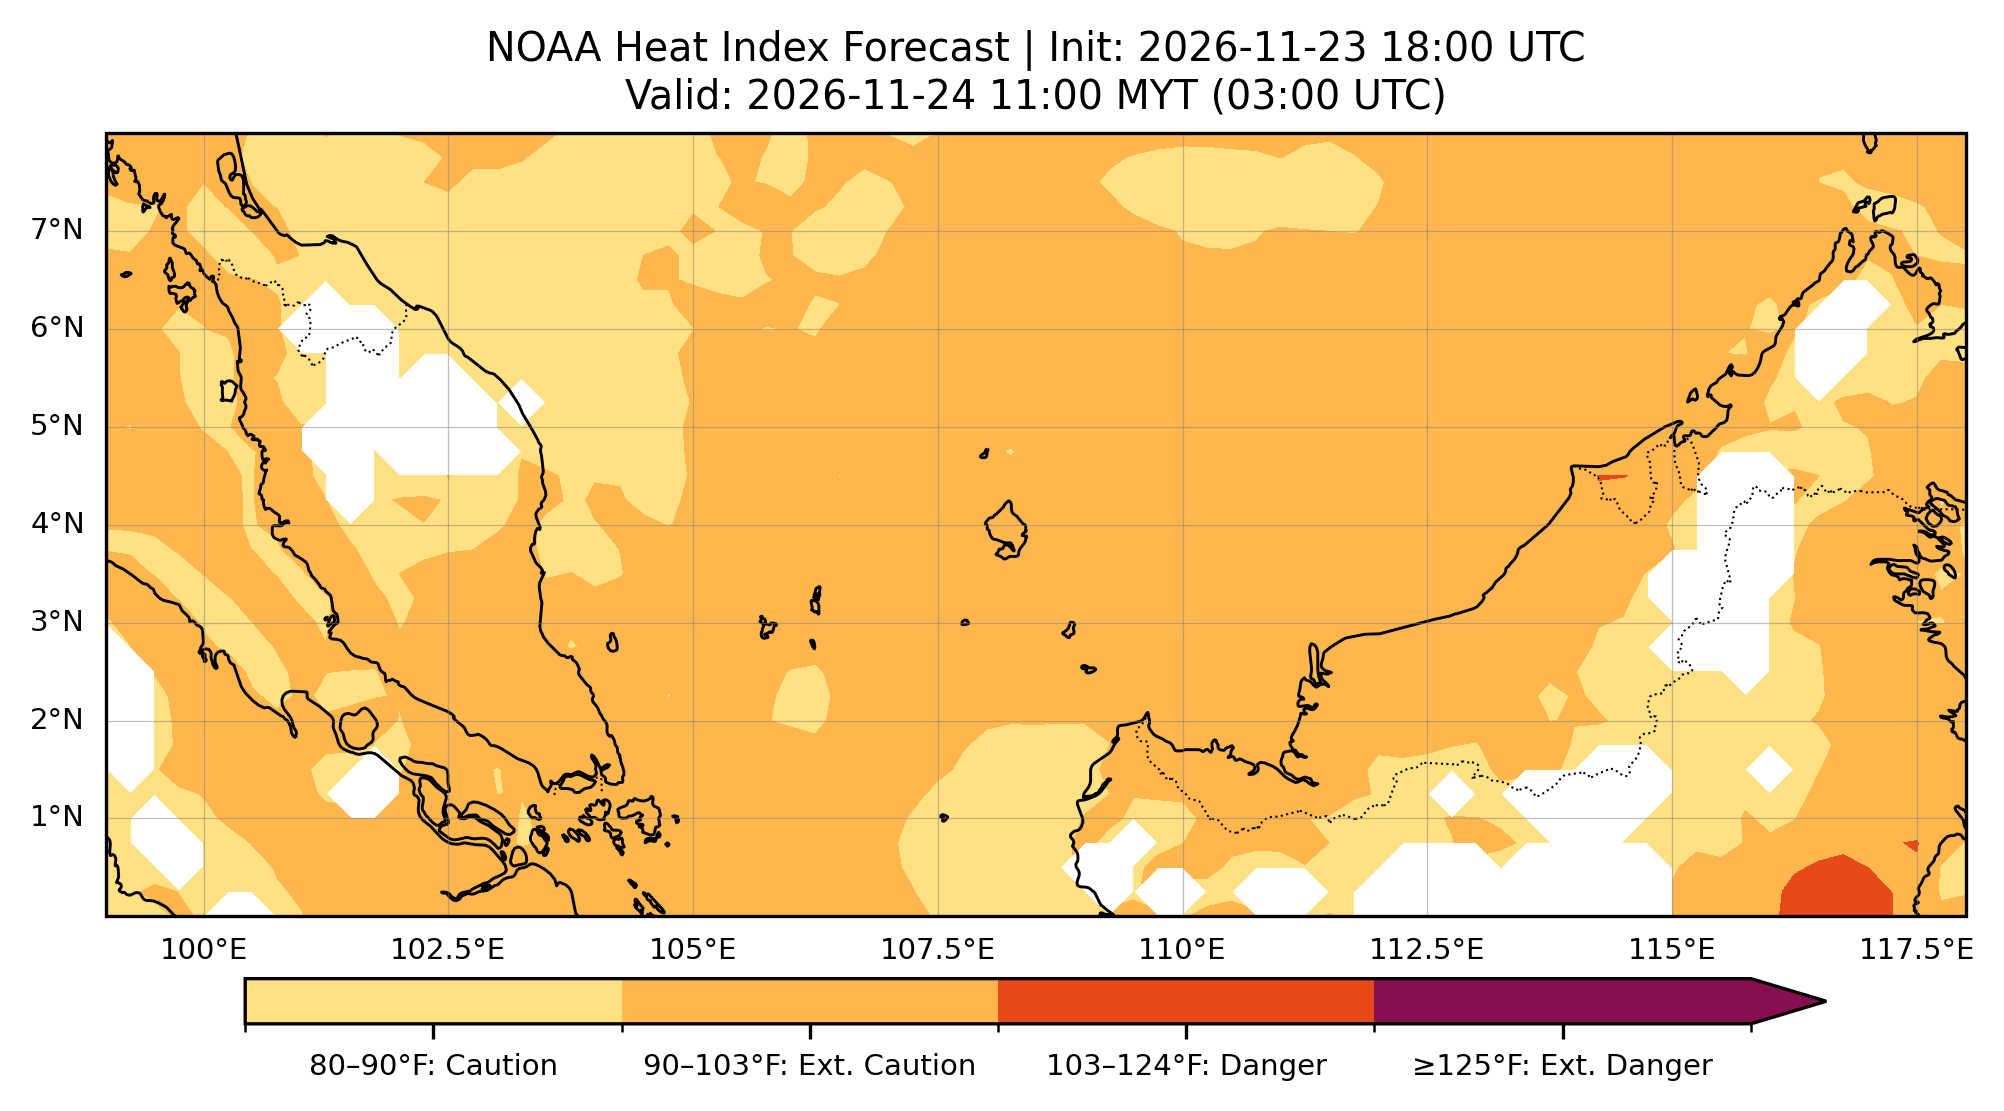 NOAA Heat Index Forecast | Init: 2026-11-23 18:00 UTC
Valid: 2026-11-24 11:00 MYT (03:00 UTC)
7°N
6°N
5°N
4°N
3°N
2°N
1°N
100°E 102.5°E 105°E 107.5°E 110°E 112.5°E 115°E 117.5°E
80–90°F: Caution 90–103°F: Ext. Caution 103–124°F: Danger ≥125°F: Ext. Danger